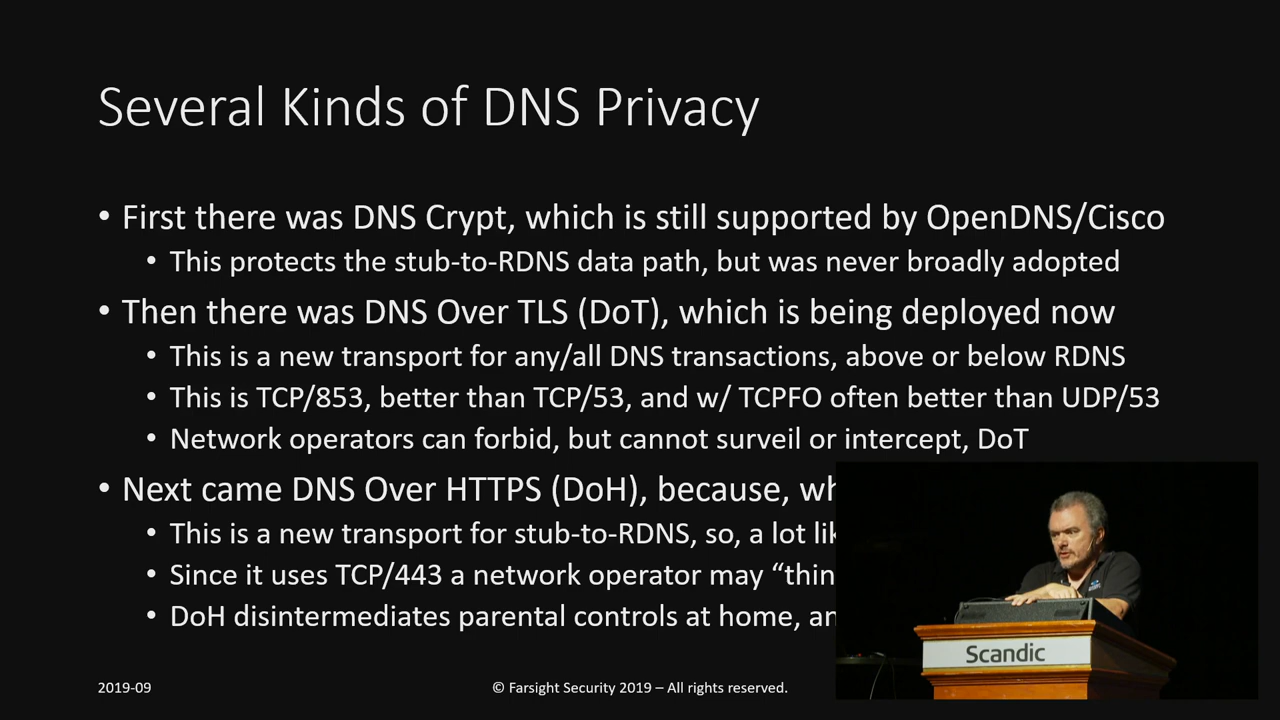 Several Kinds of DNS Privacy
• First there was DNS Crypt, which is still supported by OpenDNS/Cisco
• This protects the stub-to-RDNS data path, but was never broadly adopted
• Then there was DNS Over TLS (DoT), which is being deployed now
• This is a new transport for any/all DNS transactions, above or below RDNS
• This is TCP/853, better than TCP/53, and w/ TCPFO often better than UDP/53
• Network operators can forbid, but cannot surveil or intercept, DoT
• Next came DNS Over HTTPS (DoH), because,
• This is a new transport for stub-to-RDNS, so, a lot
• Since it uses TCP/443 a network operator may
• DoH disintermediates parental controls at home,
Scandic
2019-09
© Farsight Security 2019 – All rights reserved.